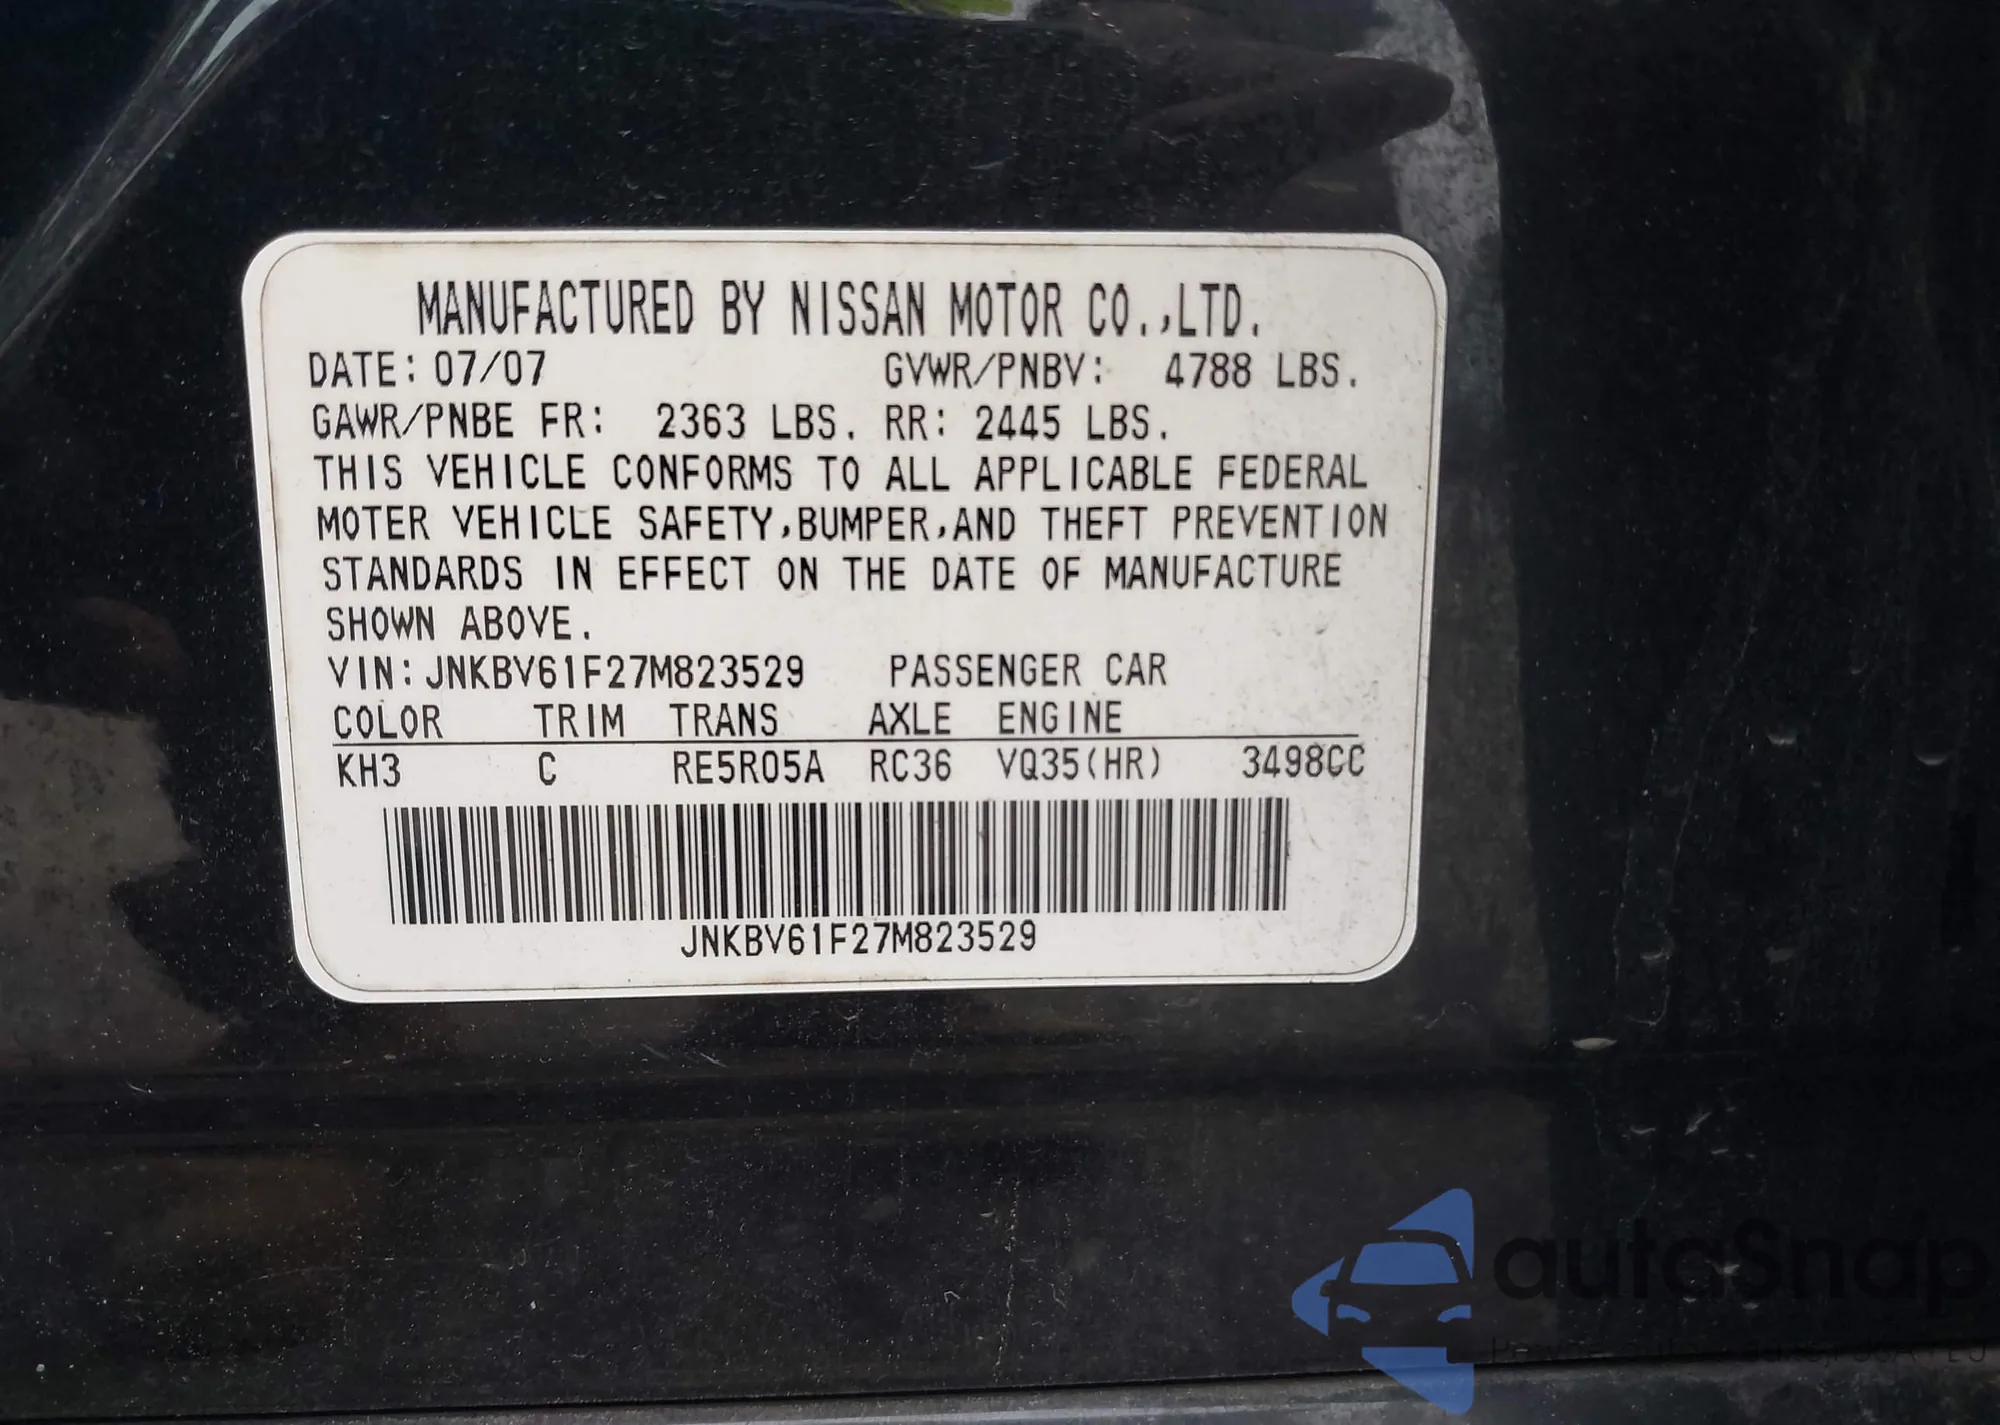 MANUFACTURED BY NISSAN MOTOR CO.,LTD.
DATE: 07/07 GVWR/PNBV: 4788 LBS.
GAWR/PNBE FR: 2363 LBS. RR: 2445 LBS.
THIS VEHICLE CONFORMS TO ALL APPLICABLE FEDERAL
MOTER VEHICLE SAFETY,BUMPER,AND THEFT PREVENTION
STANDARDS IN EFFECT ON THE DATE OF MANUFACTURE
SHOWN ABOVE.
VIN:JNKBV61F27M823529 PASSENGER CAR
COLOR TRIM TRANS AXLE ENGINE
KH3 C RE5R05A RC36 VQ35(HR) 3498CC
JNKBV61F27M823529
autoSnap